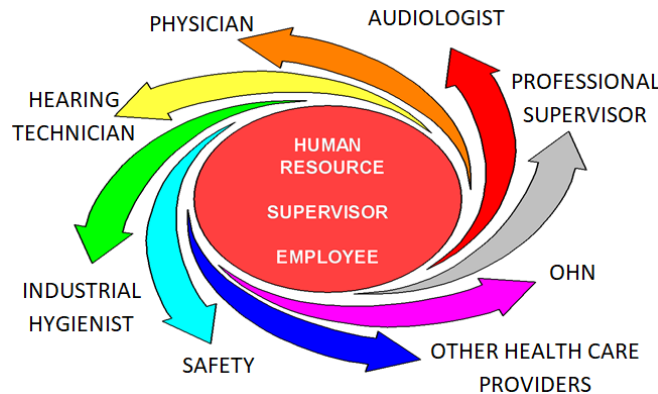 PHYSICIAN
AUDIOLOGIST
PROFESSIONAL
SUPERVISOR
HEARING
TECHNICIAN
HUMAN
RESOURCE
SUPERVISOR
EMPLOYEE
OHN
INDUSTRIAL
HYGIENIST
SAFETY
OTHER HEALTH CARE
PROVIDERS